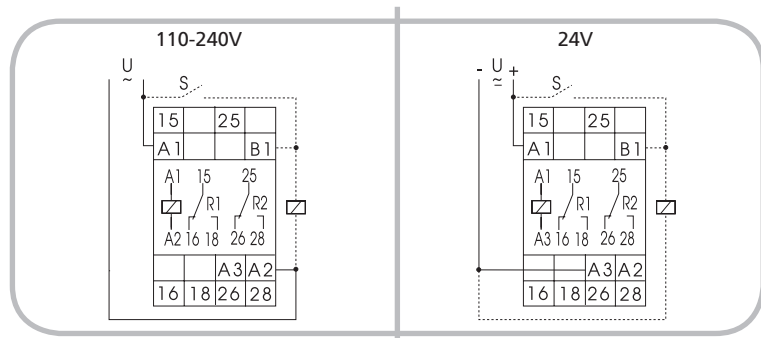 110-240V
U
~
S
15 25
A1 B1
A1 15 25
R1 R2
A2 16 18 26 28
A3 A2
16 18 26 28
24V
- U +
≂
S
15 25
A1 B1
A1 15 25
R1 R2
A3 16 18 26 28
A3 A2
16 18 26 28